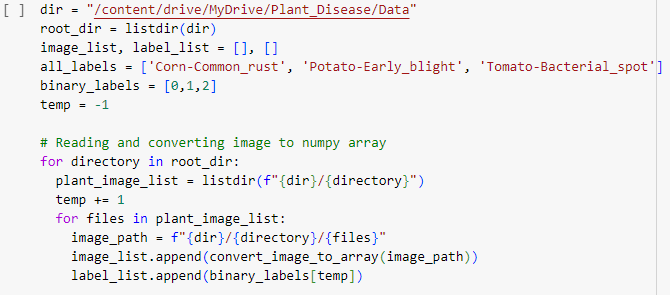 [ ] dir = "/content/drive/MyDrive/Plant_Disease/Data"
root_dir = listdir(dir)
image_list, label_list = [], []
all_labels = ['Corn-Common_rust', 'Potato-Early_blight', 'Tomato-Bacterial_spot']
binary_labels = [0,1,2]
temp = -1

# Reading and converting image to numpy array
for directory in root_dir:
  plant_image_list = listdir(f"{dir}/{directory}")
  temp += 1
  for files in plant_image_list:
    image_path = f"{dir}/{directory}/{files}"
    image_list.append(convert_image_to_array(image_path))
    label_list.append(binary_labels[temp])